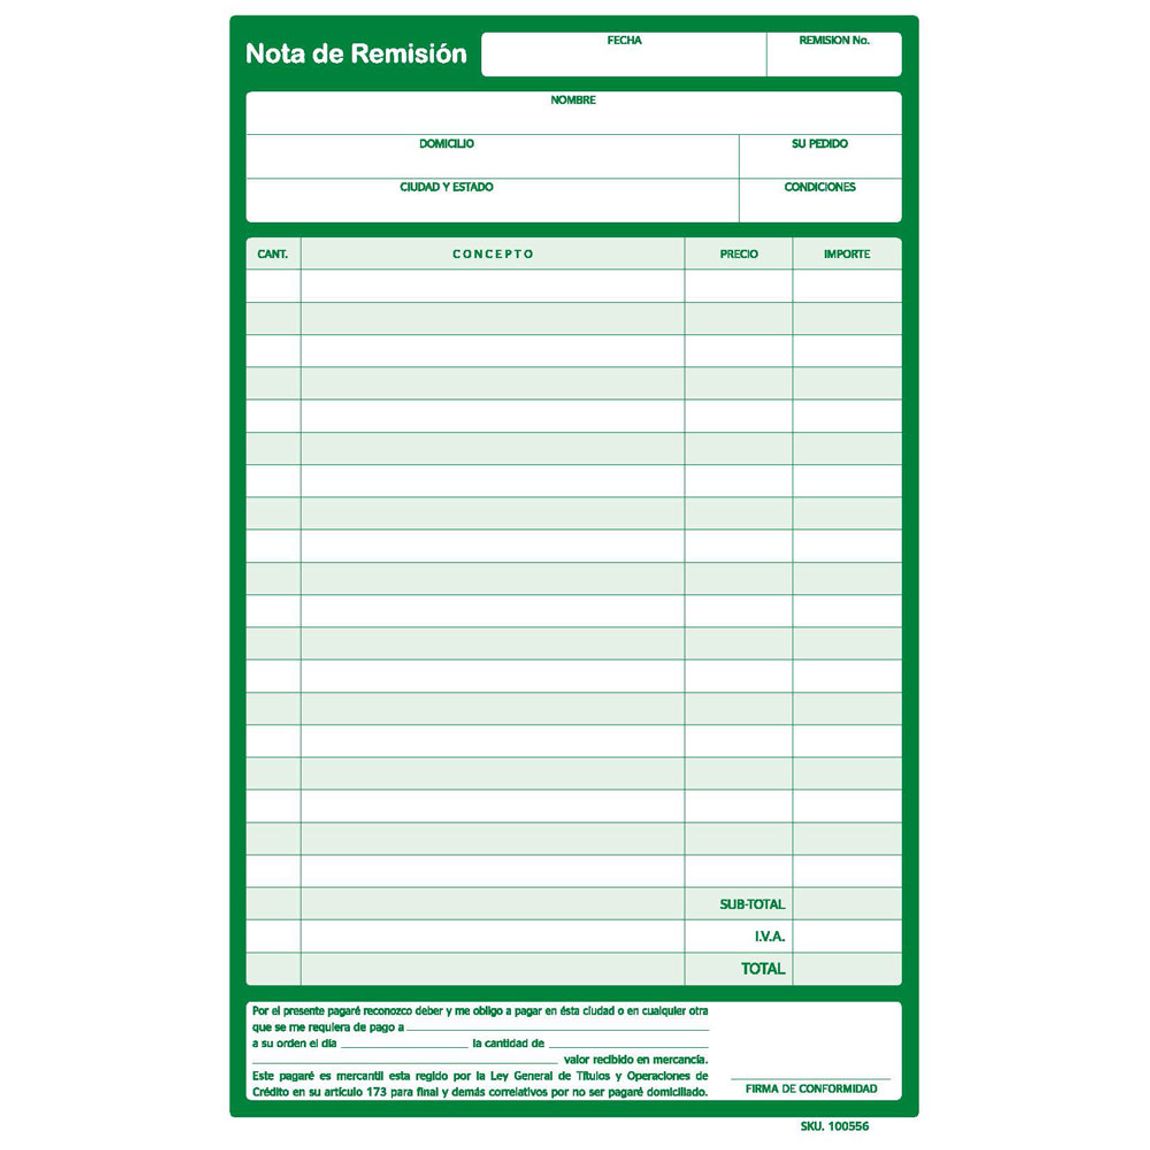 Nota de Remisión
FECHA
REMISION No.
NOMBRE
DOMICILIO
SU PEDIDO
CIUDAD Y ESTADO
CONDICIONES
CANT.
CONCEPTO
PRECIO
IMPORTE
SUB-TOTAL
I.V.A.
TOTAL
Por el presente pagaré reconozco deber y me obligo a pagar en ésta ciudad o en cualquier otra
que se me requiera de pago a
a su orden el día la cantidad de
valor recibido en mercancía.
Este pagaré es mercantil esta regido por la Ley General de Títulos y Operaciones de
Crédito en su artículo 173 para final y demás correlativos por no ser pagaré domiciliado.
FIRMA DE CONFORMIDAD
SKU. 100556